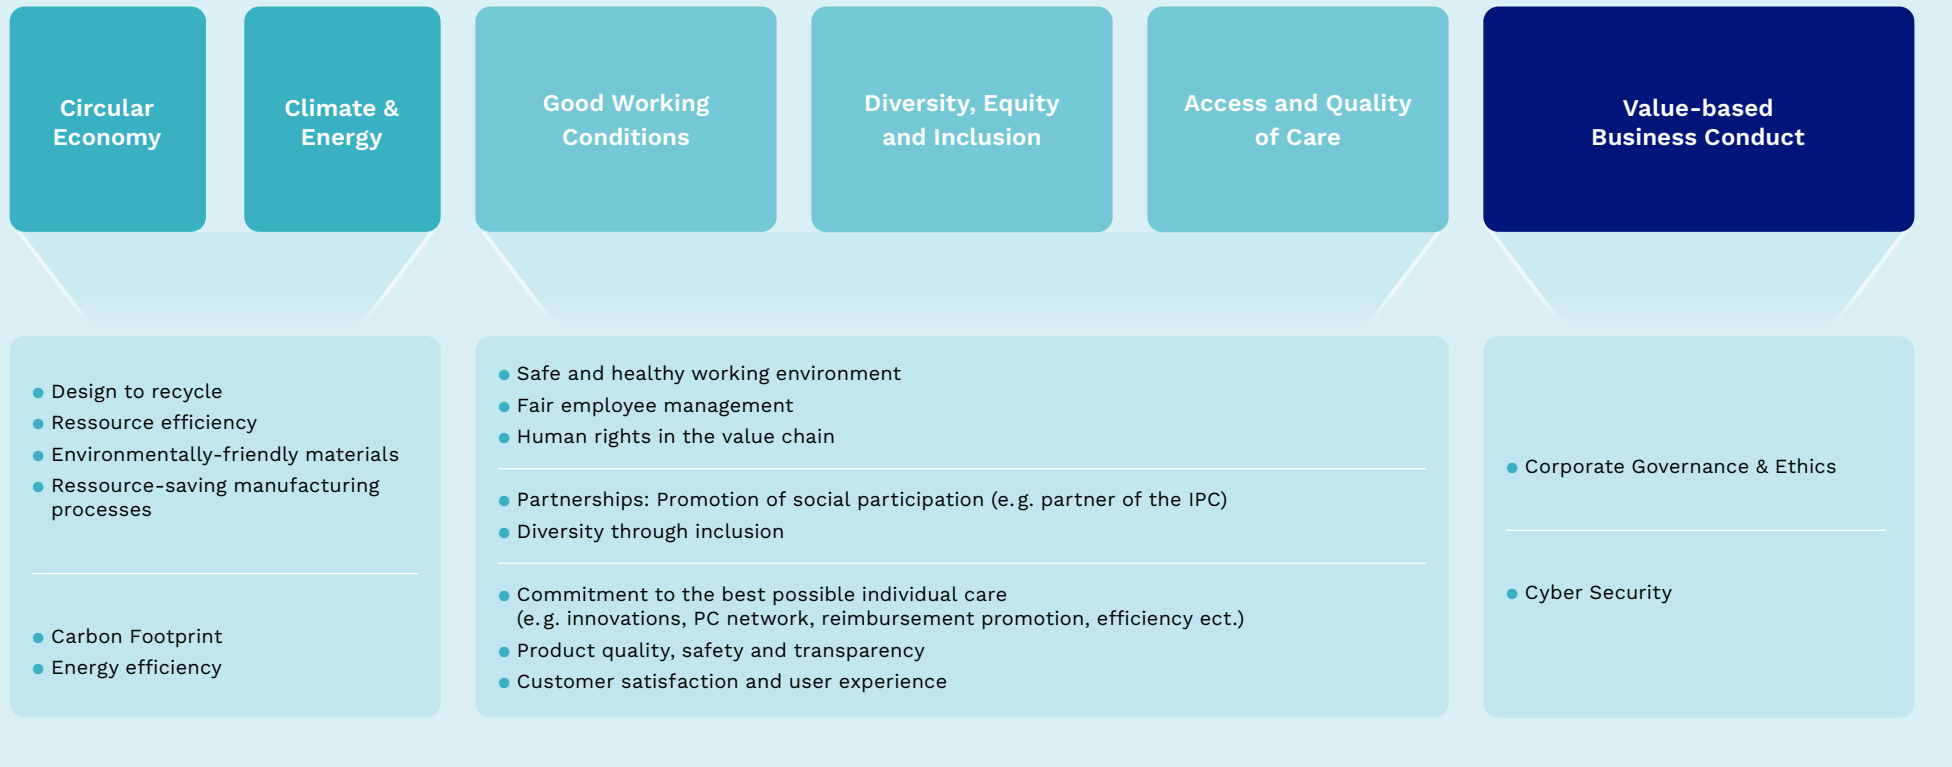 Circular
Economy
Climate &
Energy
Good Working
Conditions
Diversity, Equity
and Inclusion
Access and Quality
of Care
Value-based
Business Conduct
Design to recycle
Ressource efficiency
Environmentally-friendly materials
Ressource-saving manufacturing
processes
Carbon Footprint
Energy efficiency
Safe and healthy working environment
Fair employee management
Human rights in the value chain
Partnerships: Promotion of social participation (e.g. partner of the IPC)
Diversity through inclusion
Commitment to the best possible individual care
(e.g. innovations, PC network, reimbursement promotion, efficiency ect.)
Product quality, safety and transparency
Customer satisfaction and user experience
Corporate Governance & Ethics
Cyber Security